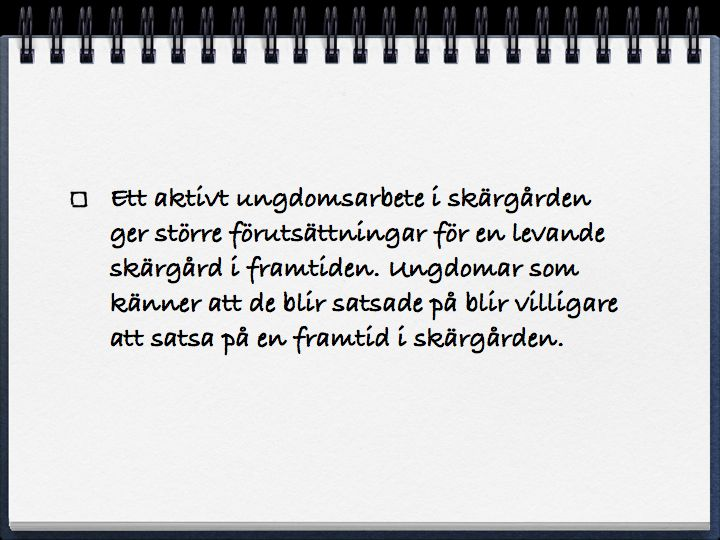 Ett aktivt ungdomsarbete i skärgården
ger större förutsättningar för en levande
skärgård i framtiden. Ungdomar som
känner att de blir satsade på blir villigare
att satsa på en framtid i skärgården.